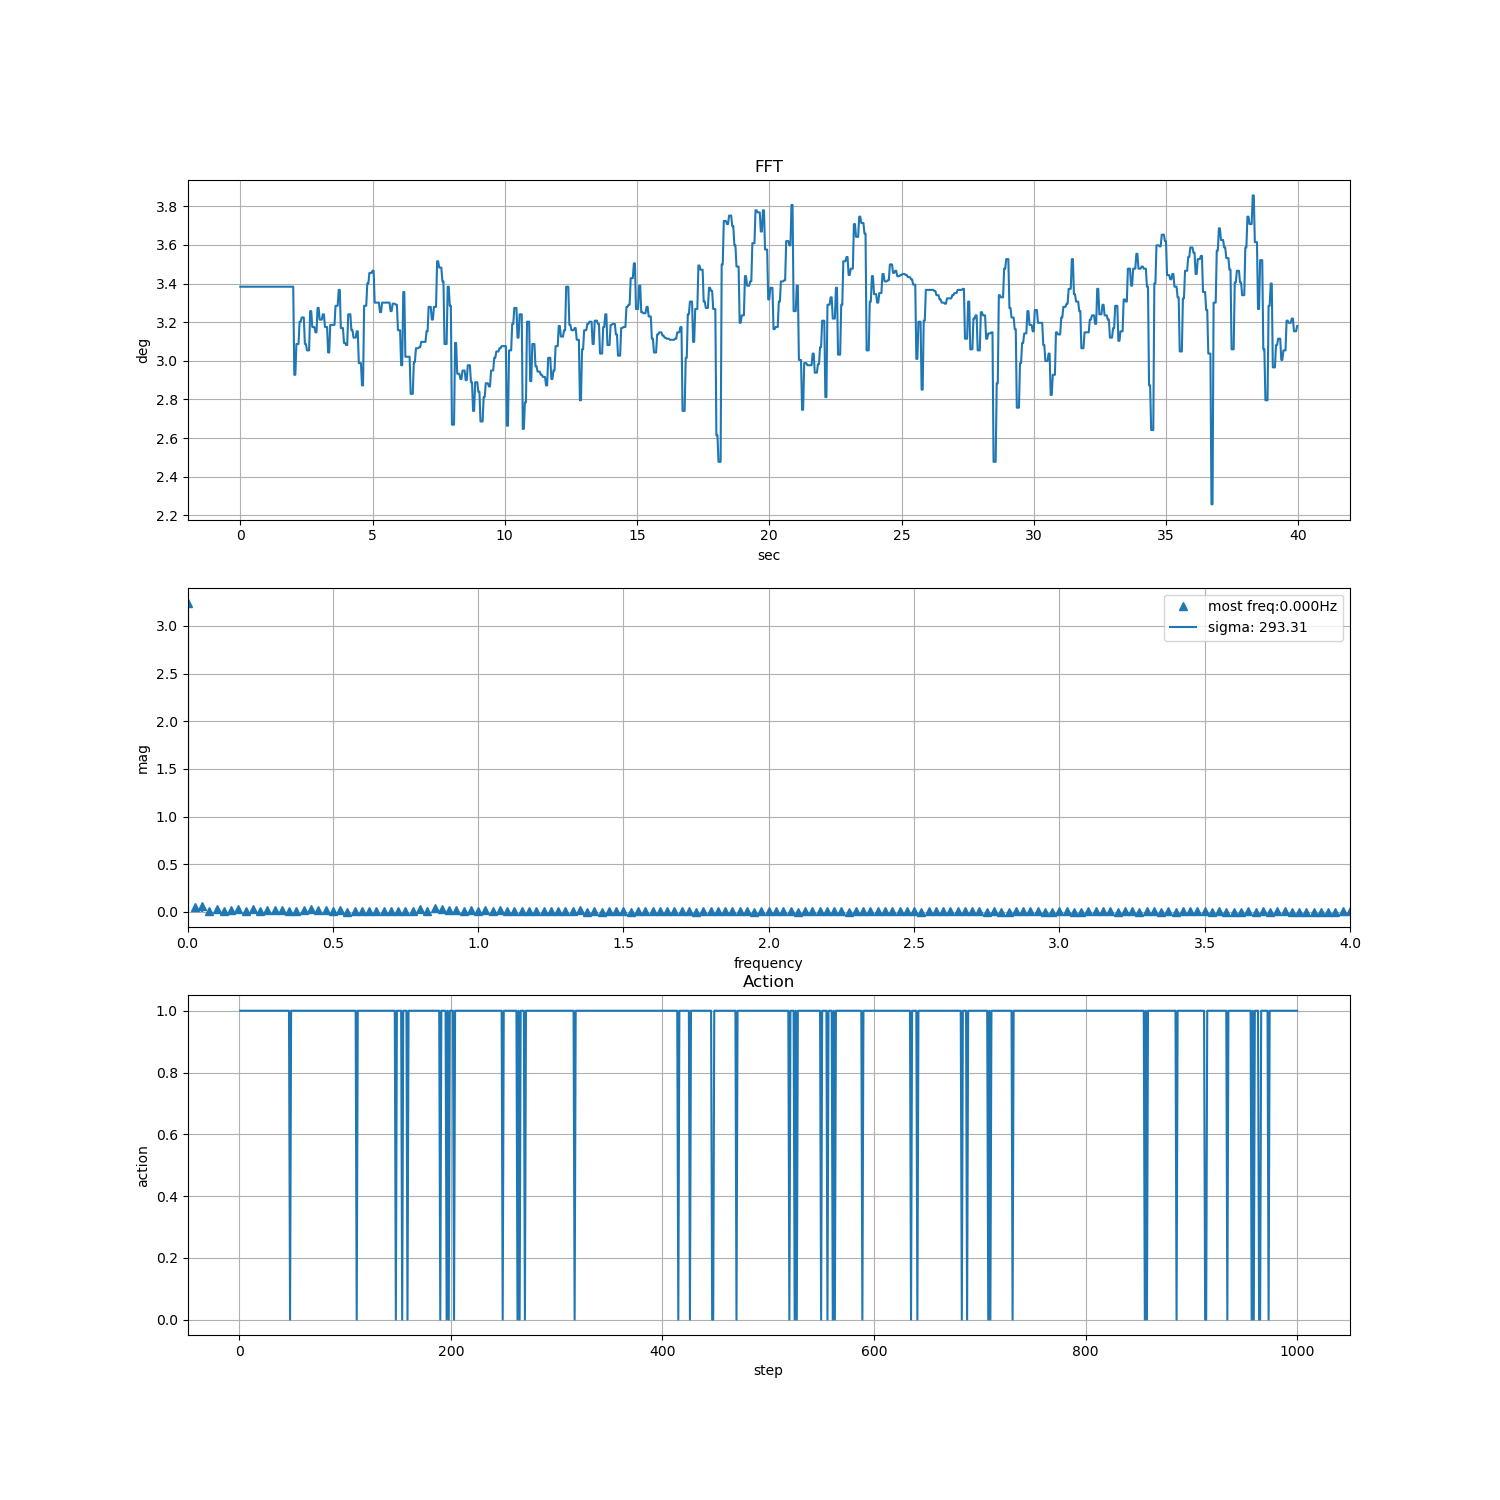 FFT
3.8
3.6
3.4
3.2
3.0
2.8
2.6
2.4
2.2
deg
0 5 10 15 20 25 30 35 40
sec
most freq:0.000Hz
sigma: 293.31
3.0
2.5
2.0
1.5
1.0
0.5
0.0
mag
0.0 0.5 1.0 1.5 2.0 2.5 3.0 3.5 4.0
frequency
Action
1.0
0.8
0.6
0.4
0.2
0.0
action
0 200 400 600 800 1000
step